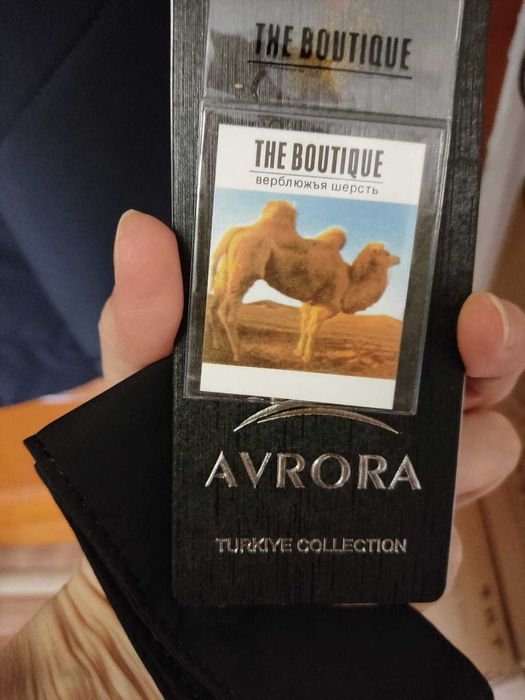 THE BOUTIQUE
THE BOUTIQUE
верблюжья шерсть
AVRORA
TURKIYE COLLECTION